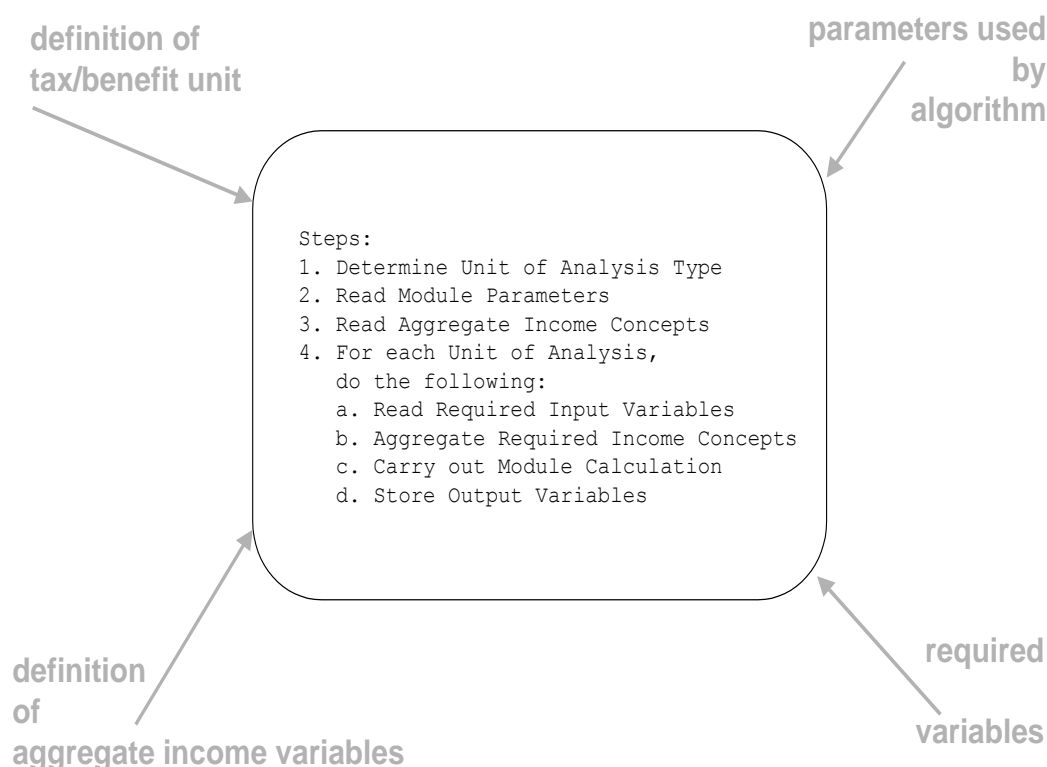 definition of
tax/benefit unit
parameters used
by
algorithm
Steps:
1. Determine Unit of Analysis Type
2. Read Module Parameters
3. Read Aggregate Income Concepts
4. For each Unit of Analysis,
do the following:
a. Read Required Input Variables
b. Aggregate Required Income Concepts
c. Carry out Module Calculation
d. Store Output Variables
definition
of
aggregate income variables
required
variables